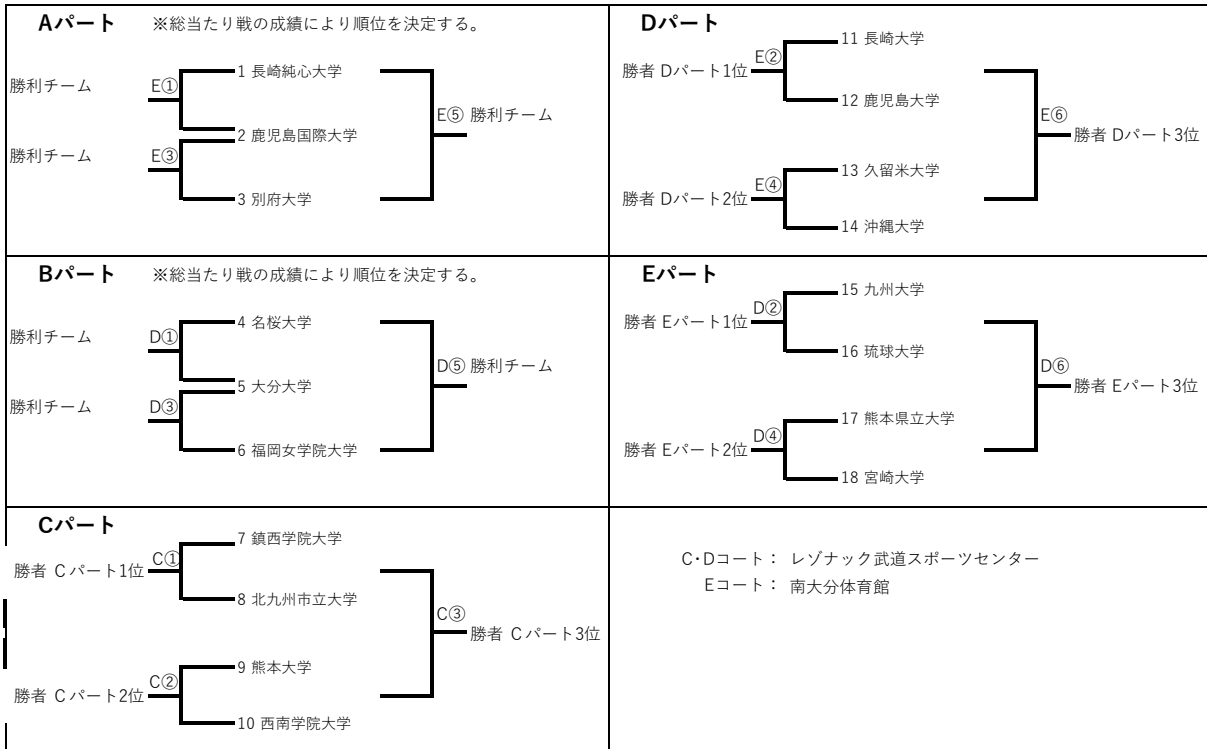 Aパート ※総当たり戦の成績により順位を決定する。
1 長崎純心大学
勝利チーム E①
E⑤ 勝利チーム
2 鹿児島国際大学
勝利チーム E③
3 別府大学
Bパート ※総当たり戦の成績により順位を決定する。
4 名桜大学
勝利チーム D①
D⑤ 勝利チーム
5 大分大学
勝利チーム D③
6 福岡女学院大学
Cパート
7 鎮西学院大学
勝者 Cパート1位 C①
8 北九州市立大学
C③
勝者 Cパート3位
9 熊本大学
勝者 Cパート2位 C②
10 西南学院大学
Dパート
11 長崎大学
勝者 Dパート1位 E②
12 鹿児島大学
E⑥
勝者 Dパート3位
13 久留米大学
勝者 Dパート2位 E④
14 沖縄大学
Eパート
15 九州大学
勝者 Eパート1位 D②
16 琉球大学
D⑥
勝者 Eパート3位
17 熊本県立大学
勝者 Eパート2位 D④
18 宮崎大学
C・Dコート： レゾナック武道スポーツセンター
Eコート： 南大分体育館